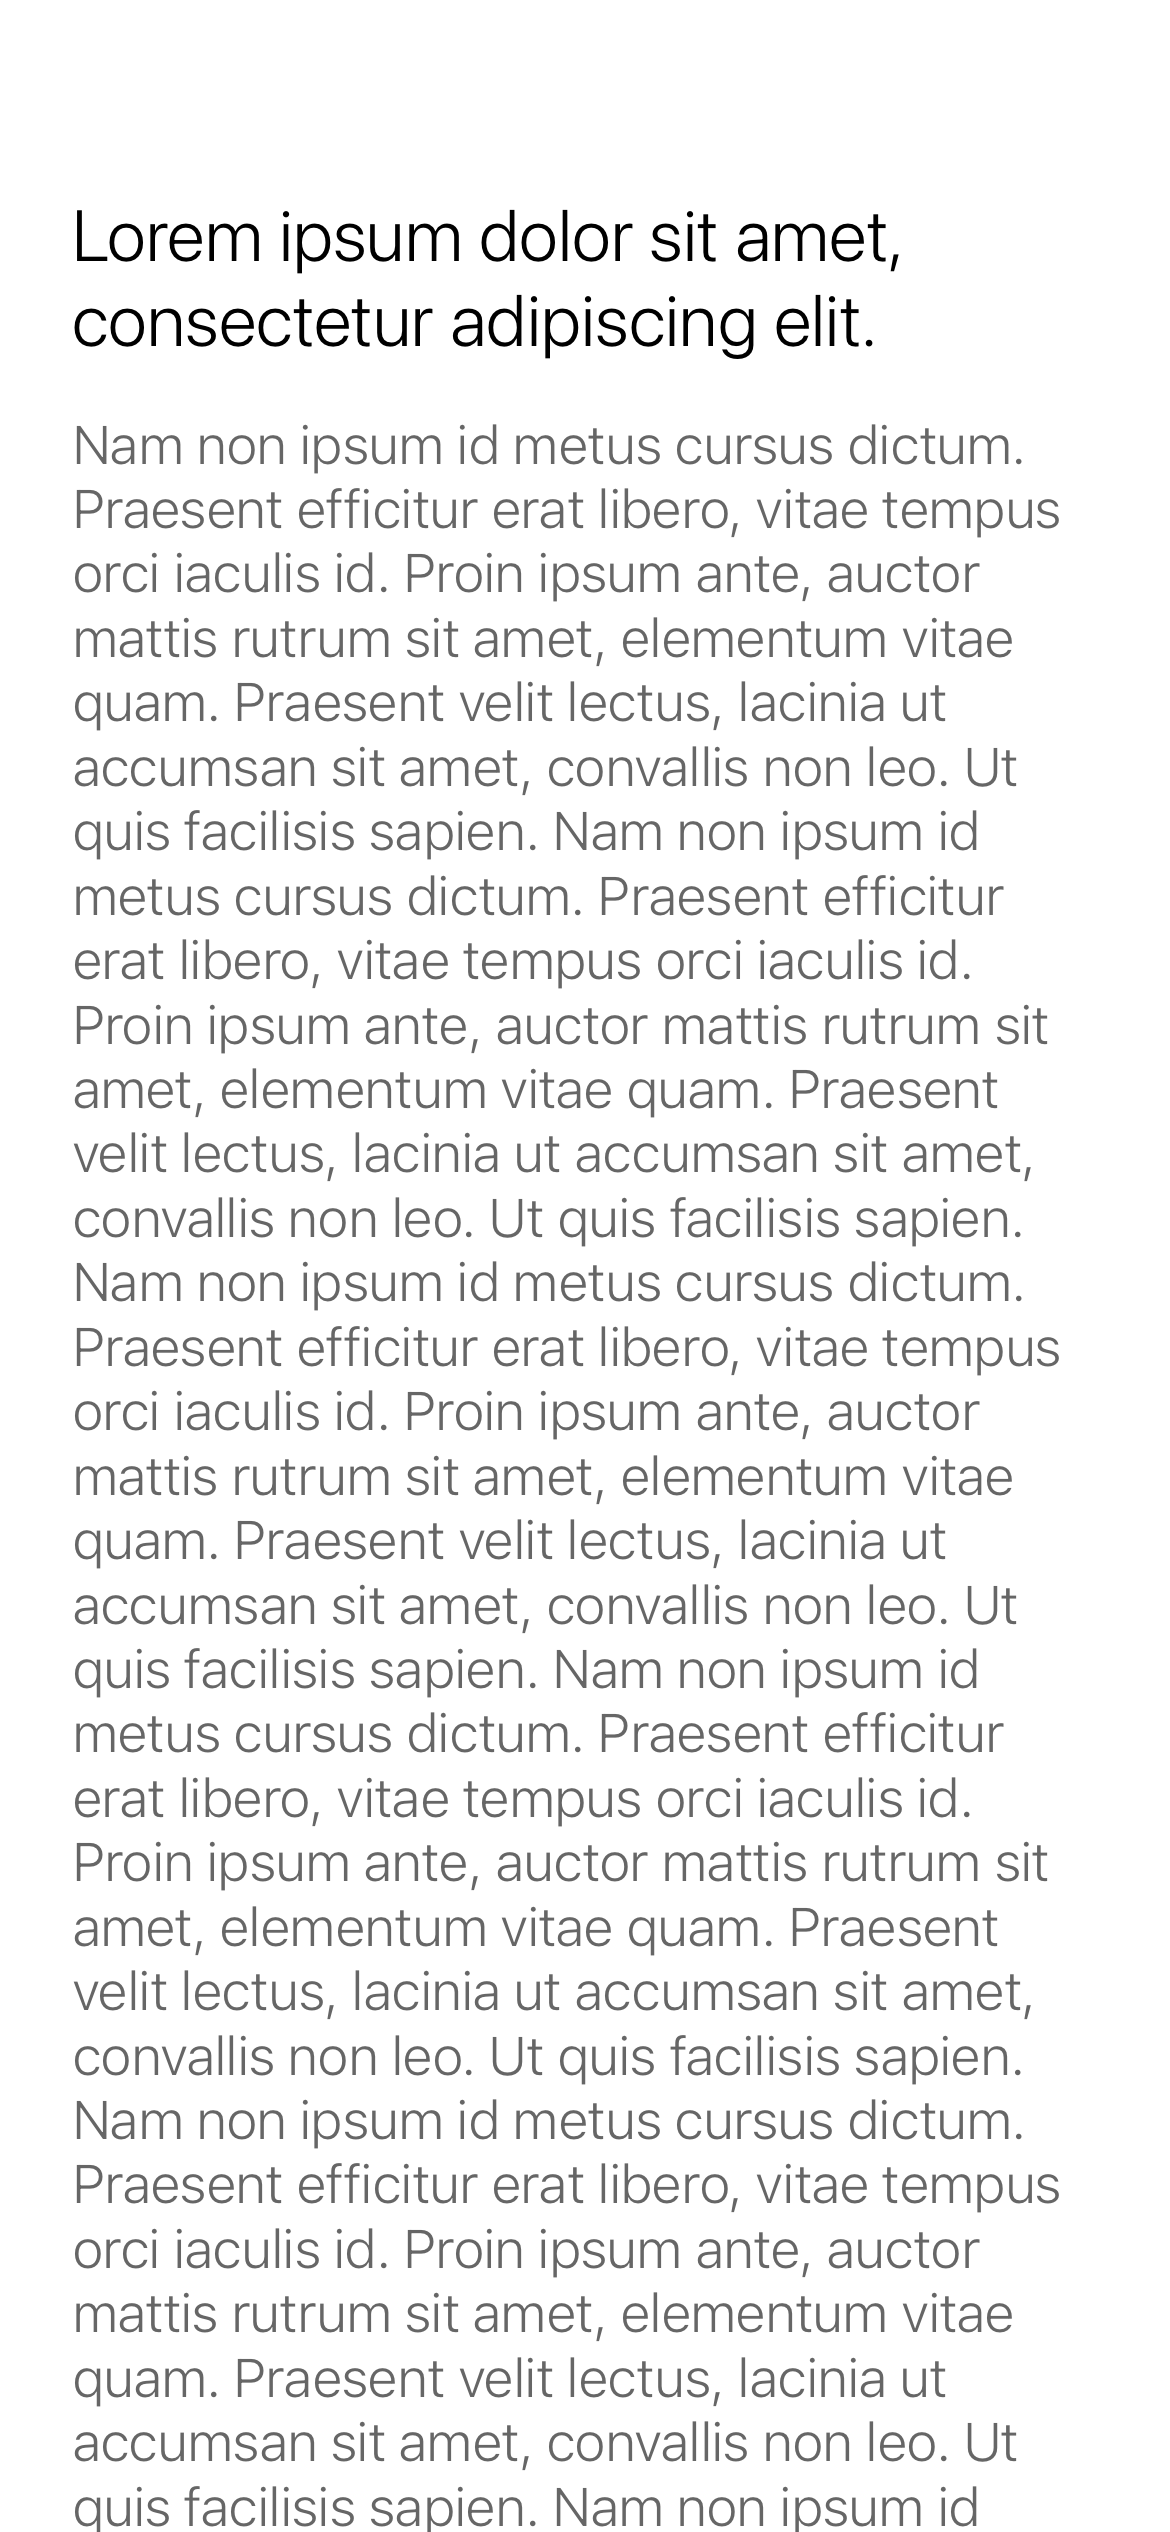 Lorem ipsum dolor sit amet,
consectetur adipiscing elit.
Nam non ipsum id metus cursus dictum.
Praesent efficitur erat libero, vitae tempus
orci iaculis id. Proin ipsum ante, auctor
mattis rutrum sit amet, elementum vitae
quam. Praesent velit lectus, lacinia ut
accumsan sit amet, convallis non leo. Ut
quis facilisis sapien. Nam non ipsum id
metus cursus dictum. Praesent efficitur
erat libero, vitae tempus orci iaculis id.
Proin ipsum ante, auctor mattis rutrum sit
amet, elementum vitae quam. Praesent
velit lectus, lacinia ut accumsan sit amet,
convallis non leo. Ut quis facilisis sapien.
Nam non ipsum id metus cursus dictum.
Praesent efficitur erat libero, vitae tempus
orci iaculis id. Proin ipsum ante, auctor
mattis rutrum sit amet, elementum vitae
quam. Praesent velit lectus, lacinia ut
accumsan sit amet, convallis non leo. Ut
quis facilisis sapien. Nam non ipsum id
metus cursus dictum. Praesent efficitur
erat libero, vitae tempus orci iaculis id.
Proin ipsum ante, auctor mattis rutrum sit
amet, elementum vitae quam. Praesent
velit lectus, lacinia ut accumsan sit amet,
convallis non leo. Ut quis facilisis sapien.
Nam non ipsum id metus cursus dictum.
Praesent efficitur erat libero, vitae tempus
orci iaculis id. Proin ipsum ante, auctor
mattis rutrum sit amet, elementum vitae
quam. Praesent velit lectus, lacinia ut
accumsan sit amet, convallis non leo. Ut
quis facilisis sapien. Nam non ipsum id